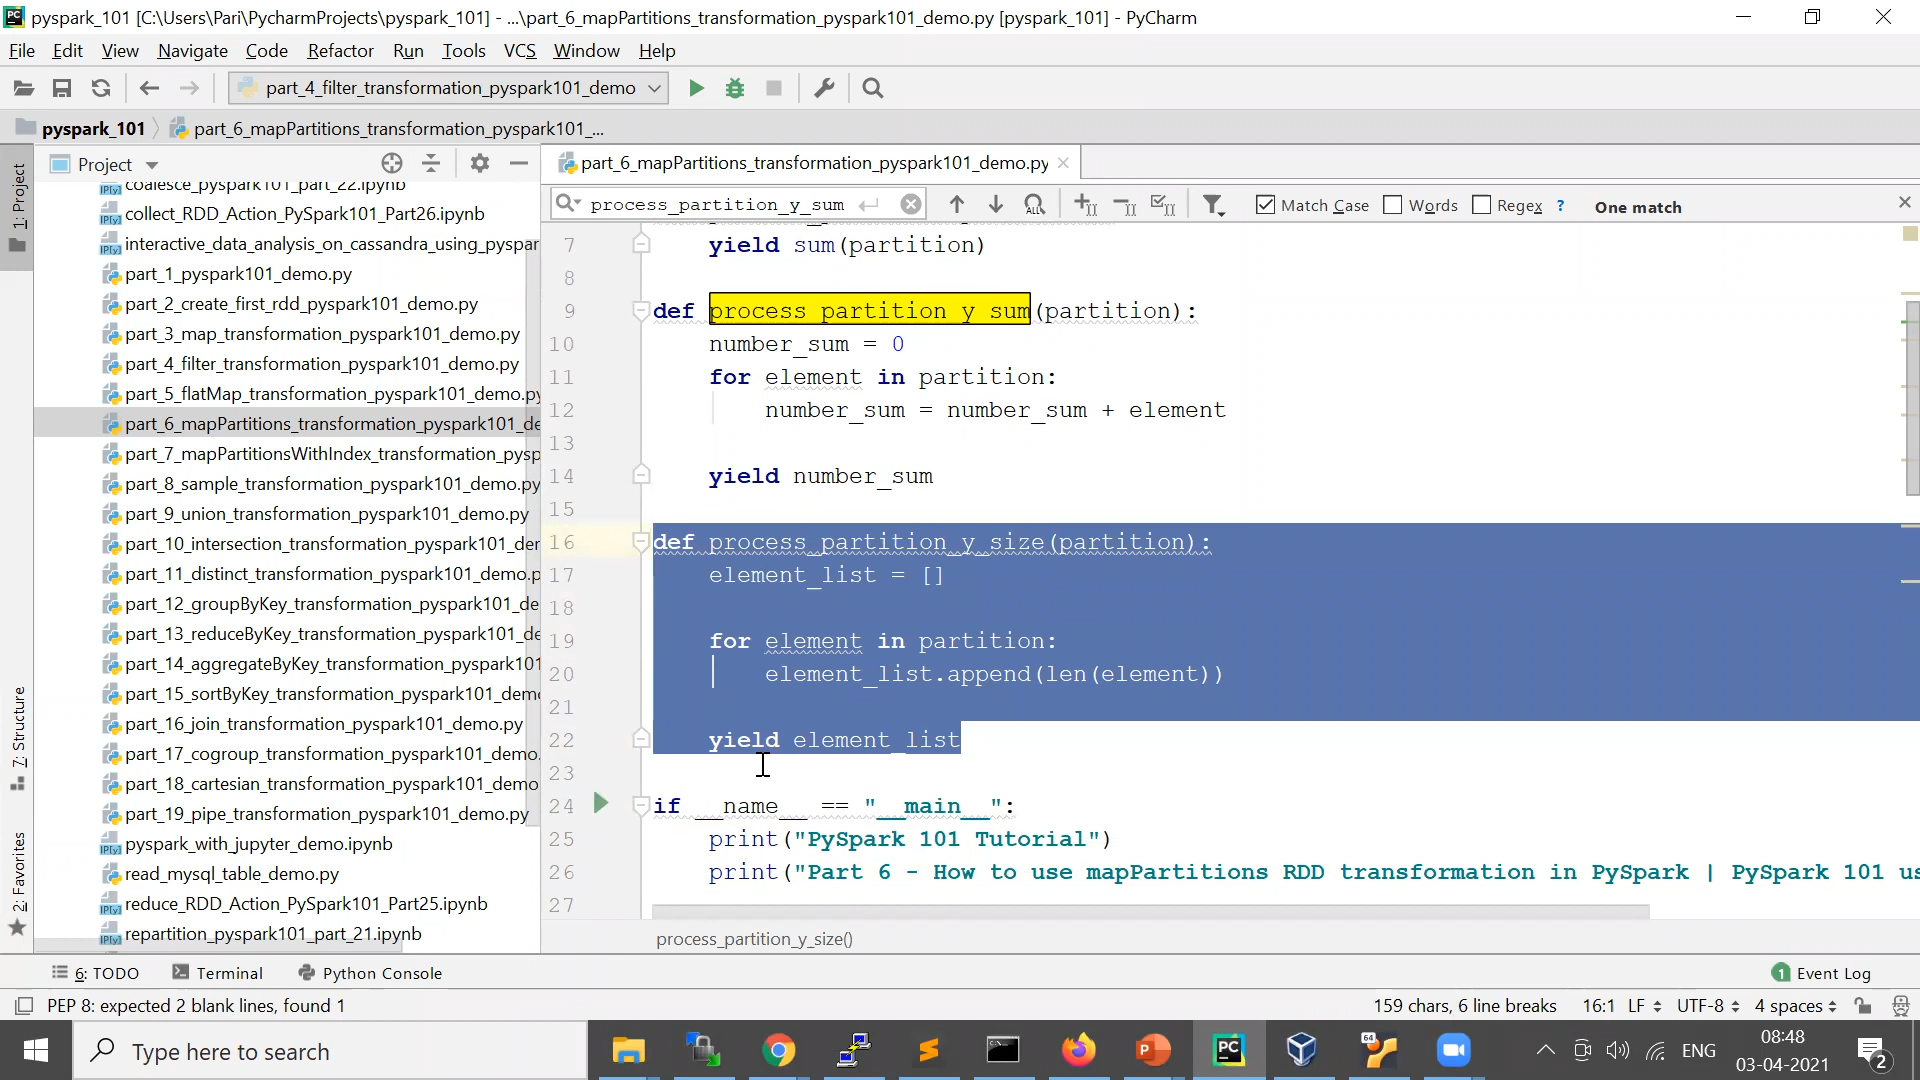 pyspark_101 [C:\Users\Pari\PycharmProjects\pyspark_101] - ...\part_6_mapPartitions_transformation_pyspark101_demo.py [pyspark_101] - PyCharm
File Edit View Navigate Code Refactor Run Tools VCS Window Help
part_4_filter_transformation_pyspark101_demo
pyspark_101 part_6_mapPartitions_transformation_pyspark101_...
1: Project
7: Structure
2: Favorites
Project
coalesce_pyspark101_part_22.ipynb
collect_RDD_Action_PySpark101_Part26.ipynb
interactive_data_analysis_on_cassandra_using_pyspar
part_1_pyspark101_demo.py
part_2_create_first_rdd_pyspark101_demo.py
part_3_map_transformation_pyspark101_demo.py
part_4_filter_transformation_pyspark101_demo.py
part_5_flatMap_transformation_pyspark101_demo.py
part_6_mapPartitions_transformation_pyspark101_de
part_7_mapPartitionsWithIndex_transformation_pysp
part_8_sample_transformation_pyspark101_demo.py
part_9_union_transformation_pyspark101_demo.py
part_10_intersection_transformation_pyspark101_der
part_11_distinct_transformation_pyspark101_demo.p
part_12_groupByKey_transformation_pyspark101_de
part_13_reduceByKey_transformation_pyspark101_de
part_14_aggregateByKey_transformation_pyspark101
part_15_sortByKey_transformation_pyspark101_demo
part_16_join_transformation_pyspark101_demo.py
part_17_cogroup_transformation_pyspark101_demo.
part_18_cartesian_transformation_pyspark101_demo
part_19_pipe_transformation_pyspark101_demo.py
pyspark_with_jupyter_demo.ipynb
read_mysql_table_demo.py
reduce_RDD_Action_PySpark101_Part25.ipynb
repartition_pyspark101_part_21.ipynb
part_6_mapPartitions_transformation_pyspark101_demo.py
process_partition_y_sum Match Case Words Regex ? One match
7 yield sum(partition)
8
9 def process_partition_y_sum(partition):
10 number_sum = 0
11 for element in partition:
12 number_sum = number_sum + element
13
14 yield number_sum
15
16 def process_partition_y_size(partition):
17 element_list = []
18
19 for element in partition:
20 element_list.append(len(element))
21
22 yield element_list
23
24 if __name__ == "__main__":
25 print("PySpark 101 Tutorial")
26 print("Part 6 - How to use mapPartitions RDD transformation in PySpark | PySpark 101 us
27
process_partition_y_size()
6: TODO Terminal Python Console 1 Event Log
PEP 8: expected 2 blank lines, found 1 159 chars, 6 line breaks 16:1 LF UTF-8 4 spaces
Type here to search
ENG
08:48
03-04-2021
2